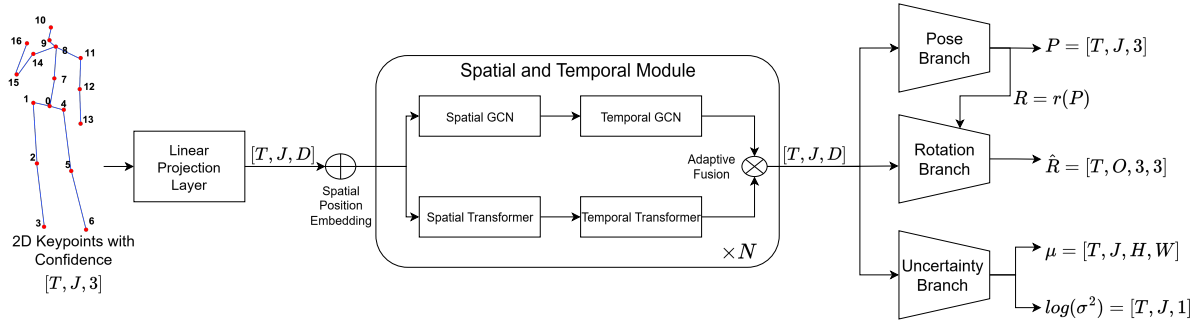 10
16
9
8
11
14
15
7
12
1
0
4
13
2
5
3
6
2D Keypoints with
Confidence
[T, J, 3]
Linear
Projection
Layer
[T, J, D]
Spatial
Position
Embedding
Spatial and Temporal Module
Spatial GCN
Temporal GCN
Spatial Transformer
Temporal Transformer
Adaptive
Fusion
×N
[T, J, D]
Pose
Branch
P = [T, J, 3]
R = r(P)
Rotation
Branch
R̂ = [T, O, 3, 3]
Uncertainty
Branch
μ = [T, J, H, W]
log(σ²) = [T, J, 1]